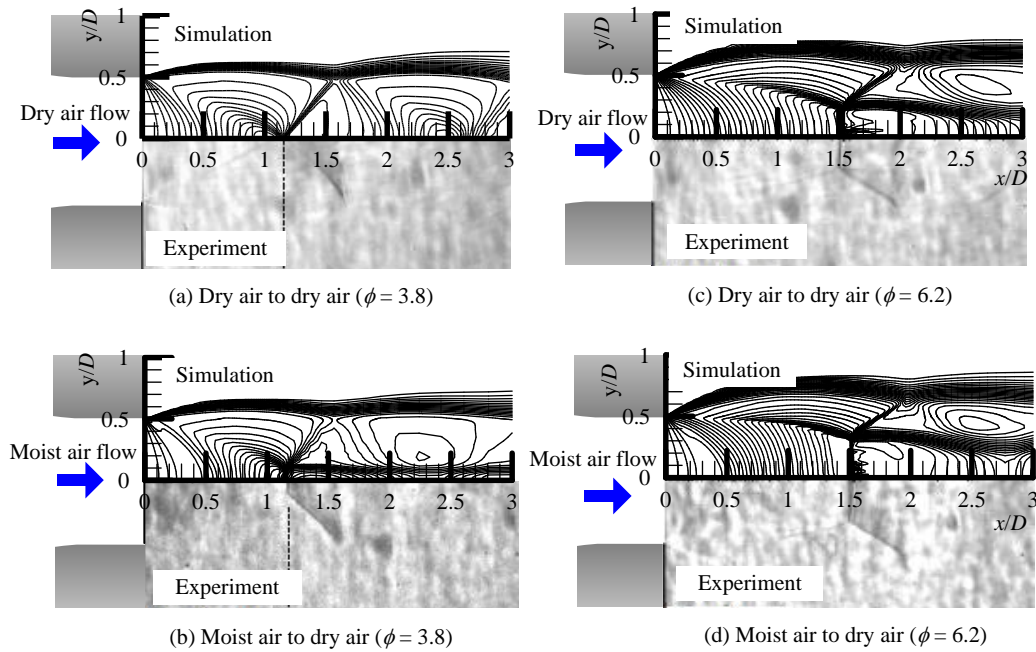 1
y/D
Simulation
0.5
Dry air flow
0
0 0.5 1 1.5 2 2.5 3
Experiment
(a) Dry air to dry air (ϕ = 3.8)
1
y/D
Simulation
0.5
Dry air flow
0
0 0.5 1 1.5 2 2.5 3
x/D
Experiment
(c) Dry air to dry air (ϕ = 6.2)
1
y/D
Simulation
0.5
Moist air flow
0
0 0.5 1 1.5 2 2.5 3
Experiment
(b) Moist air to dry air (ϕ = 3.8)
1
y/D
Simulation
0.5
Moist air flow
0
0 0.5 1 1.5 2 2.5 3
x/D
Experiment
(d) Moist air to dry air (ϕ = 6.2)